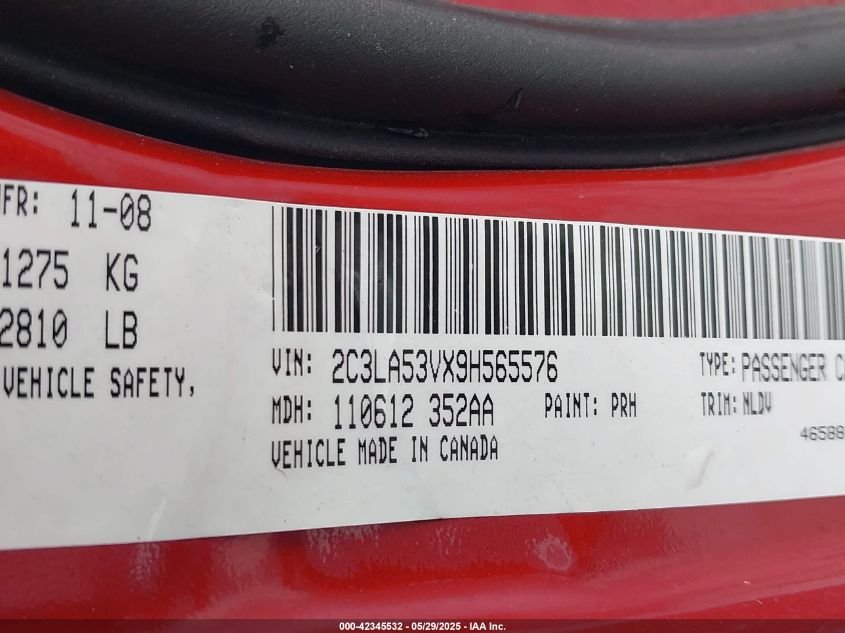 FR: 11-08
1275 KG
2810 LB
VEHICLE SAFETY,
VIN: 2C3LA53VX9H565576
TYPE: PASSENGER
MDH: 110612 352AA
PAINT: PRH
TRIM: NLDV
VEHICLE MADE IN CANADA
46588
000-42345532 - 05/29/2025 - IAA Inc.